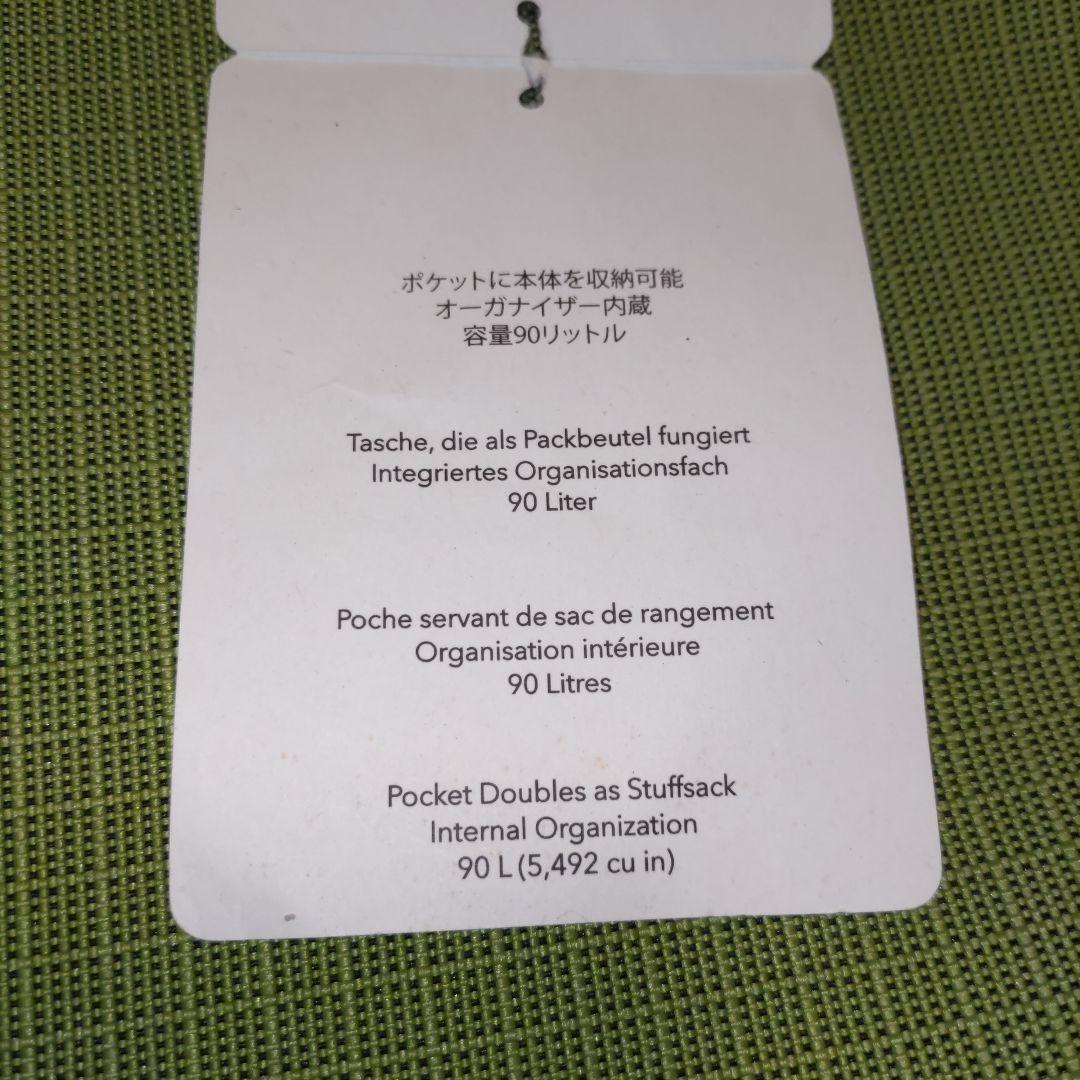 ポケットに本体を収納可能
オーガナイザー内蔵
容量90リットル
Tasche, die als Packbeutel fungiert
Integriertes Organisationsfach
90 Liter
Poche servant de sac de rangement
Organisation intérieure
90 Litres
Pocket Doubles as Stuffsack
Internal Organization
90 L (5,492 cu in)